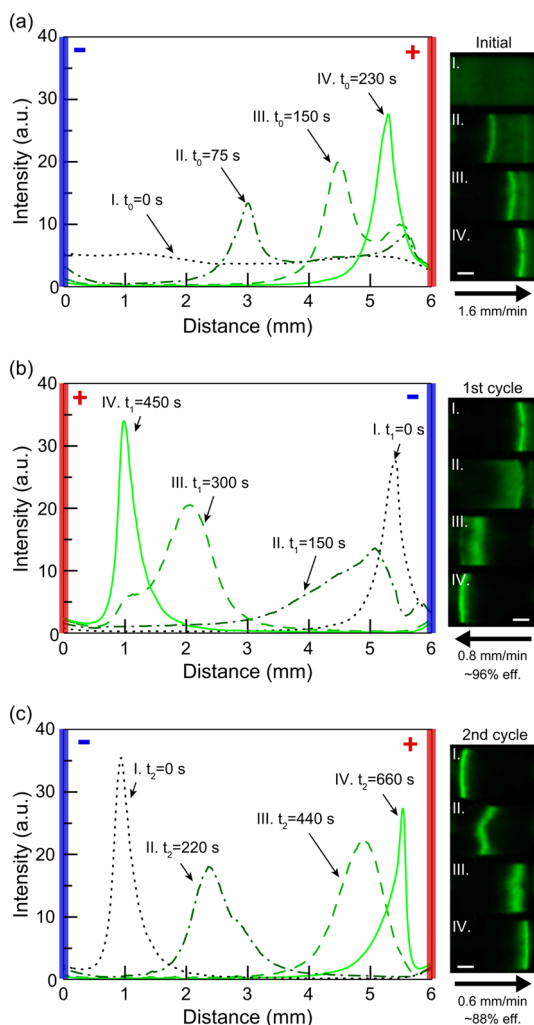 (a)
40
30
20
10
0
Intensity (a.u.)
−
+
IV. t0=230 s
III. t0=150 s
II. t0=75 s
I. t0=0 s
0 1 2 3 4 5 6
Distance (mm)
Initial
I.
II.
III.
IV.
1.6 mm/min
(b)
40
30
20
10
0
Intensity (a.u.)
+
−
IV. t1=450 s
I. t1=0 s
III. t1=300 s
II. t1=150 s
0 1 2 3 4 5 6
Distance (mm)
1st cycle
I.
II.
III.
IV.
0.8 mm/min
~96% eff.
(c)
40
30
20
10
0
Intensity (a.u.)
−
+
I. t2=0 s
IV. t2=660 s
III. t2=440 s
II. t2=220 s
0 1 2 3 4 5 6
Distance (mm)
2nd cycle
I.
II.
III.
IV.
0.6 mm/min
~88% eff.